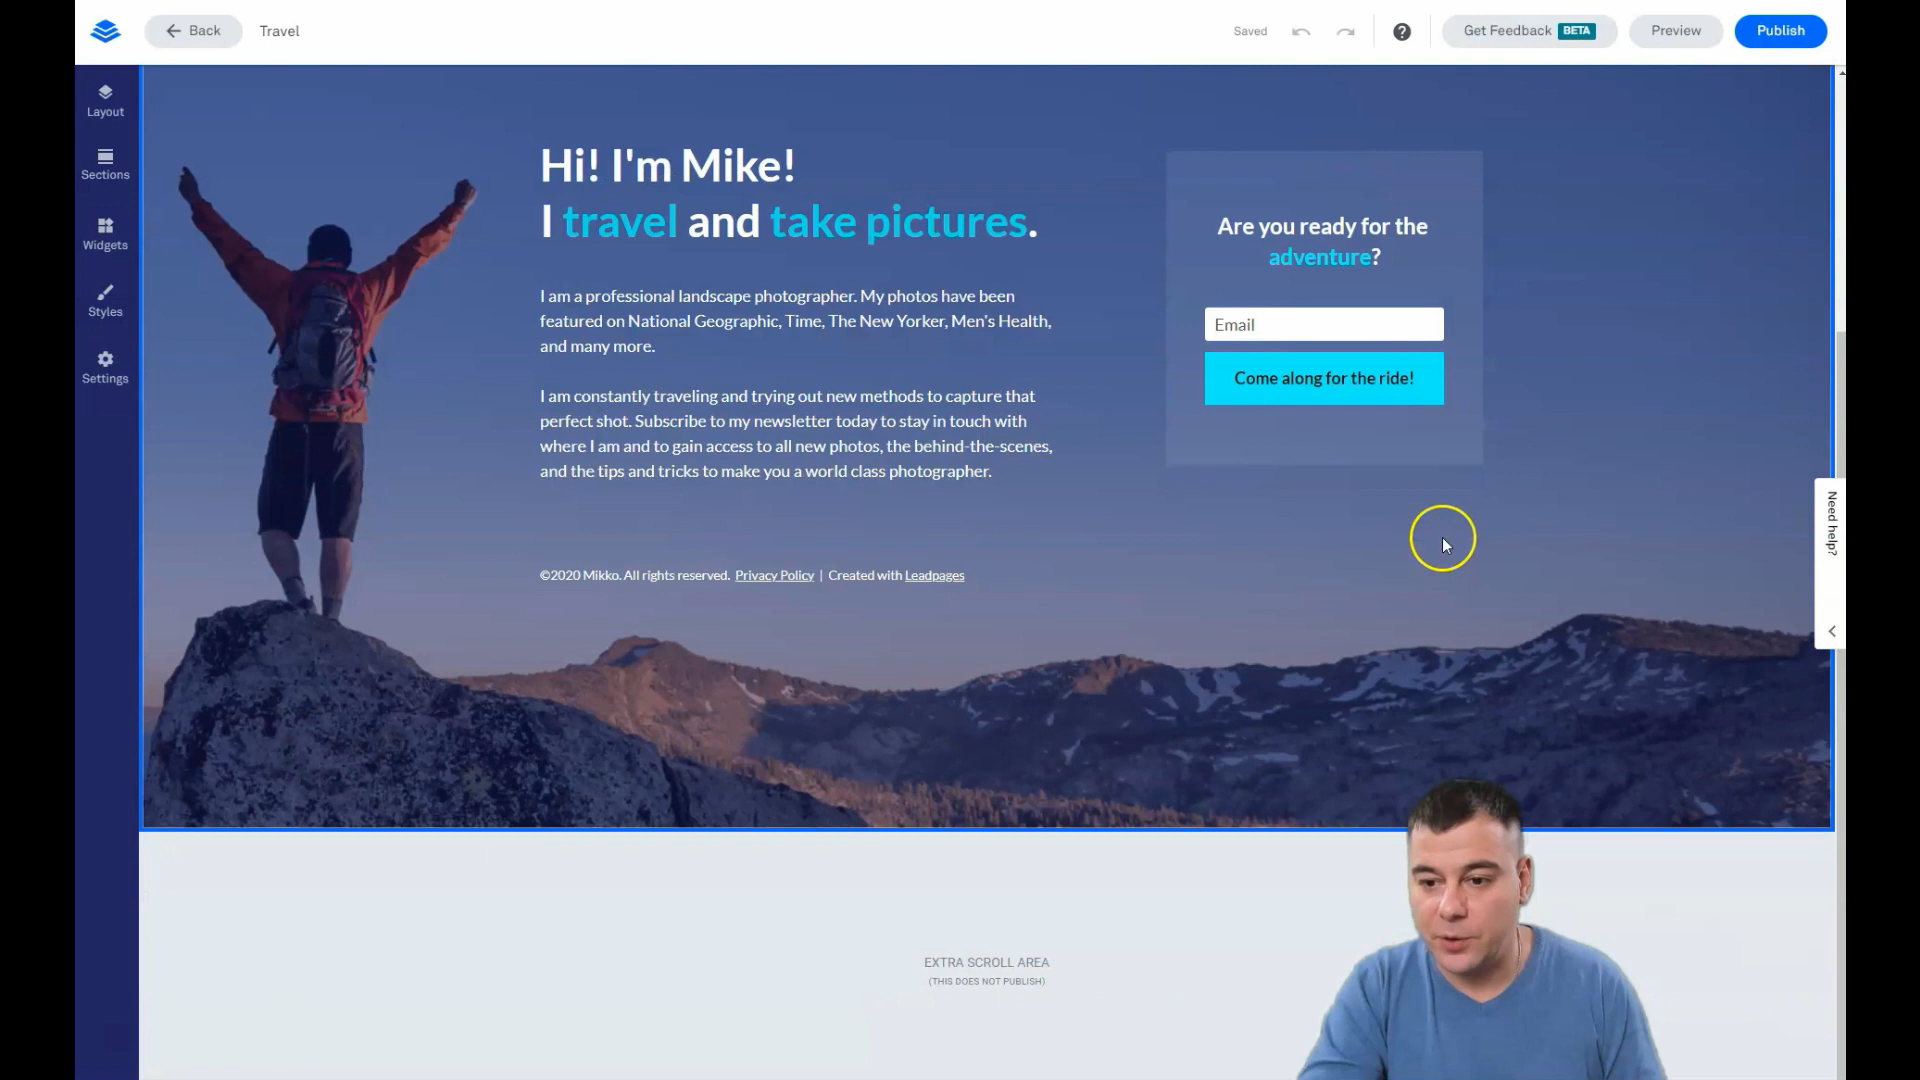 Back
Travel
Saved
Get Feedback BETA
Preview
Publish
Layout
Sections
Widgets
Styles
Settings
Hi! I'm Mike!
I travel and take pictures.
I am a professional landscape photographer. My photos have been
featured on National Geographic, Time, The New Yorker, Men's Health,
and many more.
I am constantly traveling and trying out new methods to capture that
perfect shot. Subscribe to my newsletter today to stay in touch with
where I am and to gain access to all new photos, the behind-the-scenes,
and the tips and tricks to make you a world class photographer.
©2020 Mikko. All rights reserved. Privacy Policy | Created with Leadpages
Are you ready for the
adventure?
Email
Come along for the ride!
Need help?
EXTRA SCROLL AREA
(THIS DOES NOT PUBLISH)